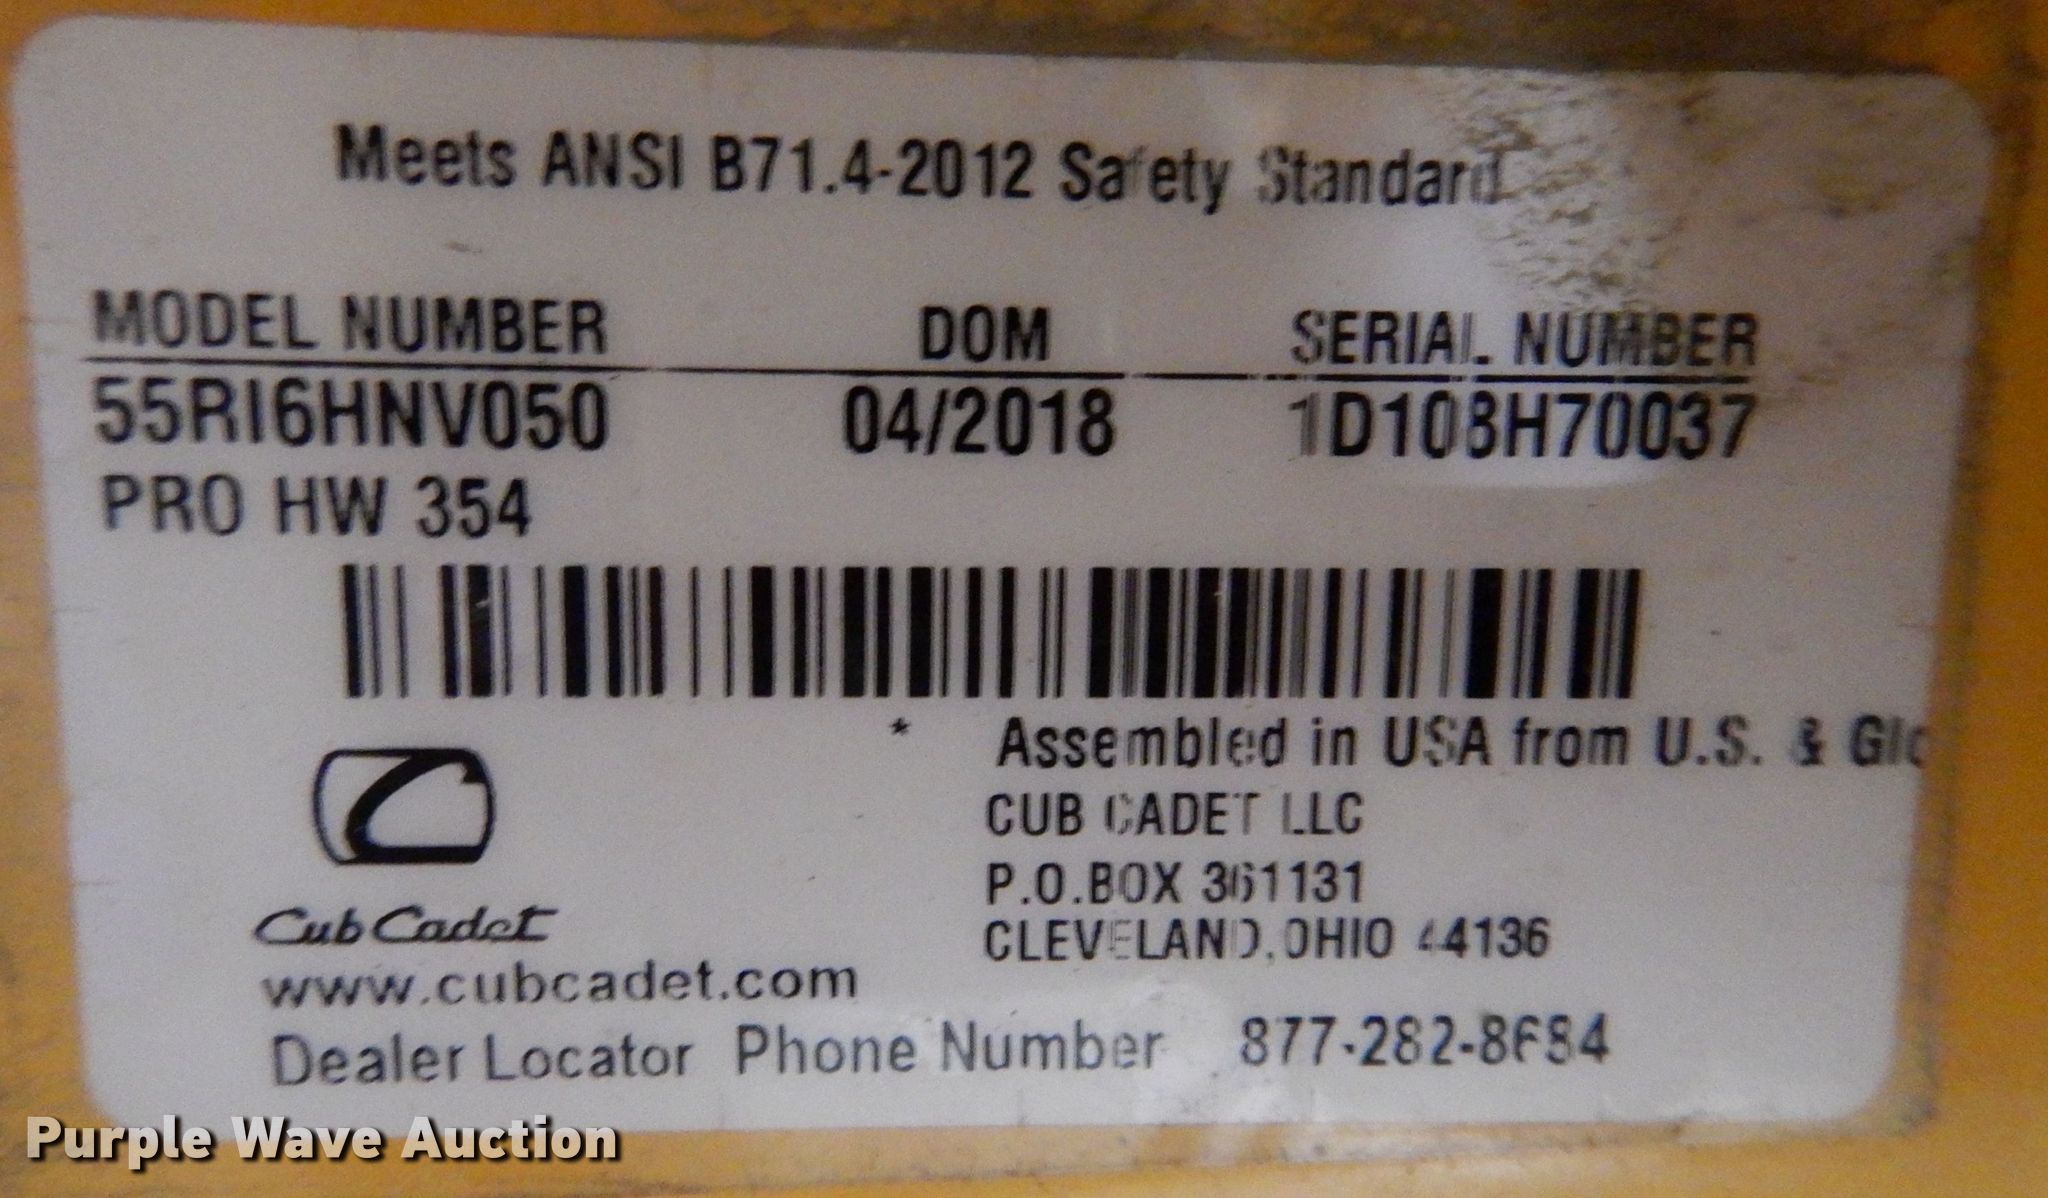 Meets ANSI B71.4-2012 Safety Standard
MODEL NUMBER DOM SERIAL NUMBER
55RI6HNV050 04/2018 1D108H70037
PRO HW 354
* Assembled in USA from U.S. & Glo
CUB CADET LLC
P.O.BOX 361131
CLEVELAND,OHIO 44136
Cub Cadet
www.cubcadet.com
Dealer Locator Phone Number 877-282-8684
Purple Wave Auction